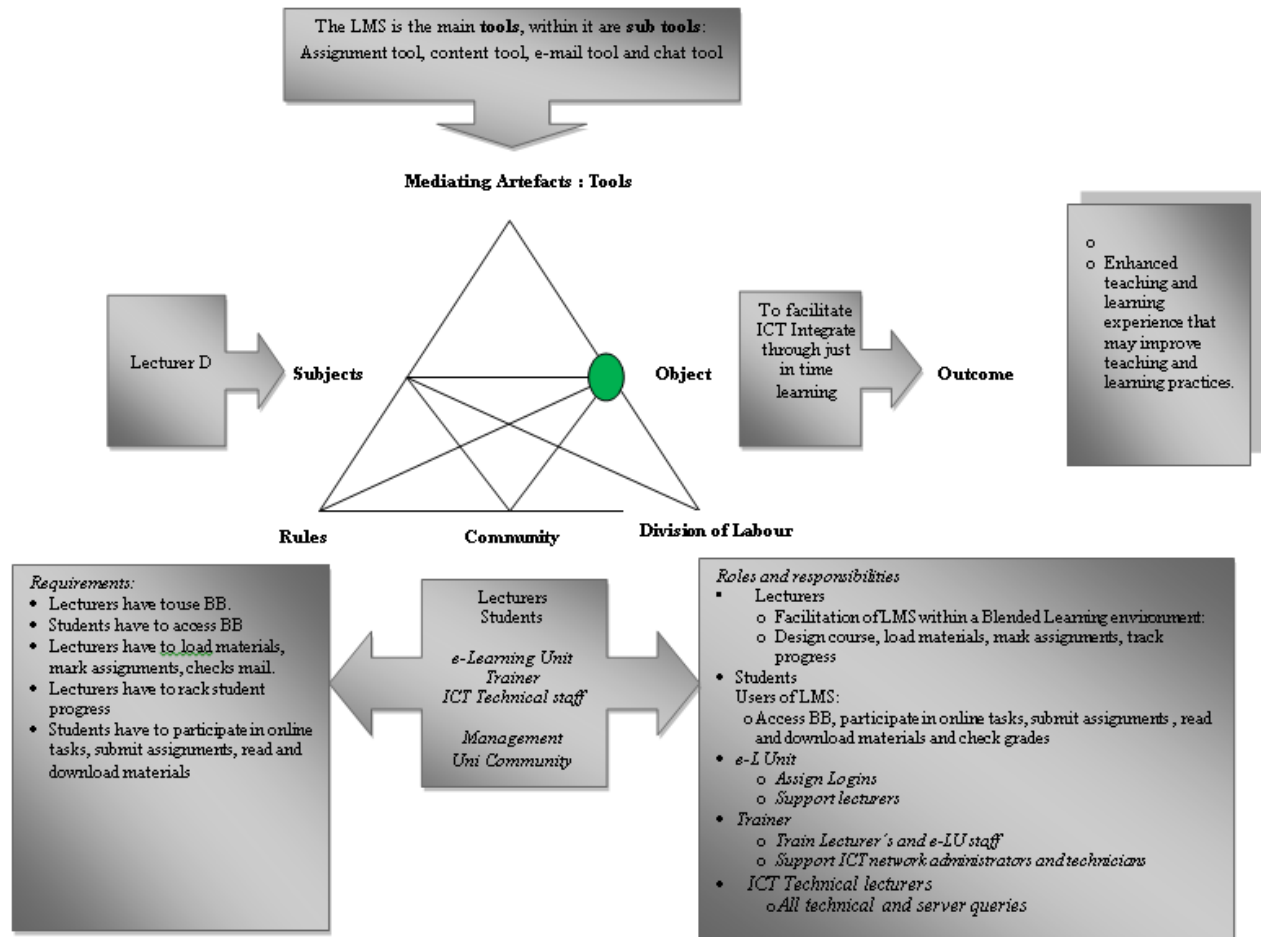 The LMS is the main tools, within it are sub tools:
Assignment tool, content tool, e-mail tool and chat tool
Mediating Artefacts : Tools
Lecturer D
Subjects
Object
To facilitate
ICT Integrate
through just
in time
learning
Outcome
o
o Enhanced
teaching and
learning
experience that
may improve
teaching and
learning practices.
Rules
Community
Division of Labour
Requirements:
• Lecturers have to use BB.
• Students have to access BB
• Lecturers have to load materials,
mark assignments, checks mail.
• Lecturers have to rack student
progress
• Students have to participate in online
tasks, submit assignments, read and
download materials
Lecturers
Students
e-Learning Unit
Trainer
ICT Technical staff
Management
Uni Community
Roles and responsibilities
• Lecturers
o Facilitation of LMS within a Blended Learning environment:
o Design course, load materials, mark assignments, track
progress
• Students
Users of LMS:
o Access BB, participate in online tasks, submit assignments , read
and download materials and check grades
• e-L Unit
o Assign Logins
o Support lecturers
• Trainer
o Train Lecturer´s and e-LU staff
o Support ICT network administrators and technicians
• ICT Technical lecturers
o All technical and server queries